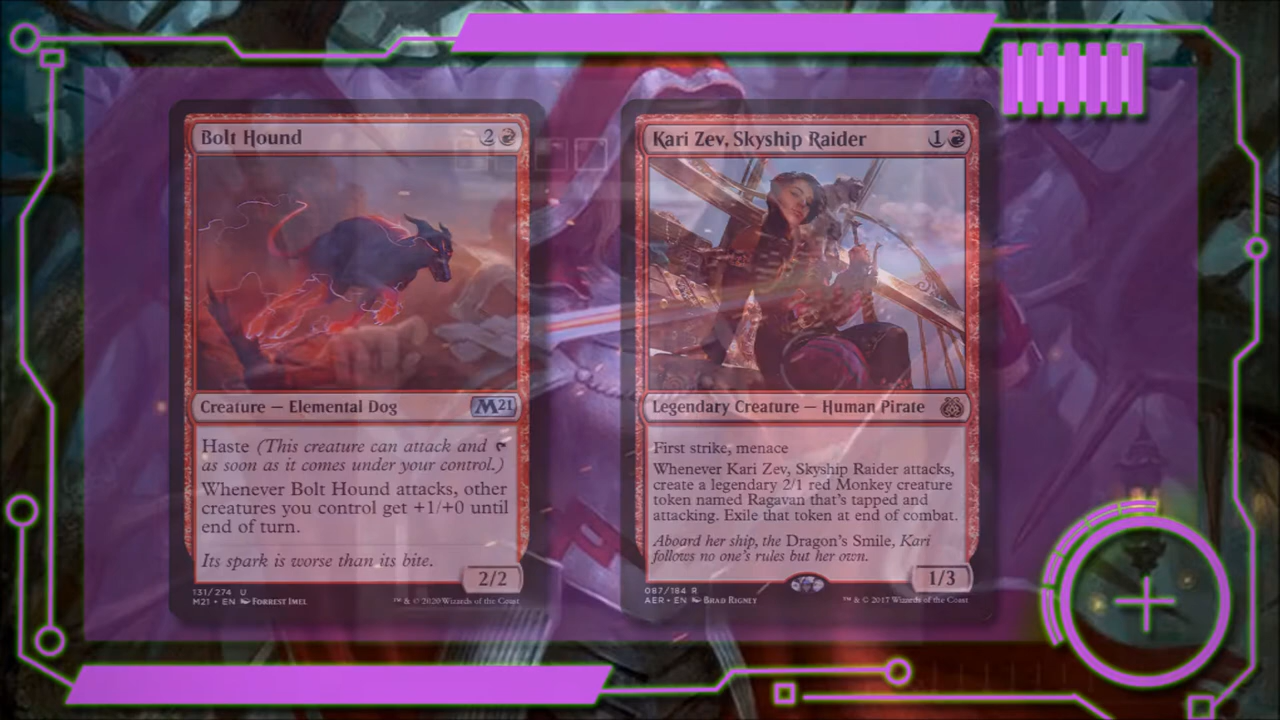 Bolt Hound 2
Creature — Elemental Dog M21
Haste (This creature can attack and
as soon as it comes under your control.)
Whenever Bolt Hound attacks, other
creatures you control get +1/+0 until
end of turn.
Its spark is worse than its bite.
2/2
131/274 U
M21 • EN Forrest Imel ™ & © 2020 Wizards of the Coast
Kari Zev, Skyship Raider 1
Legendary Creature — Human Pirate
First strike, menace
Whenever Kari Zev, Skyship Raider attacks,
create a legendary 2/1 red Monkey creature
token named Ragavan that's tapped and
attacking. Exile that token at end of combat.
Aboard her ship, the Dragon's Smile, Kari
follows no one's rules but her own.
1/3
087/184 R
AER • EN Brad Rigney ™ & © 2017 Wizards of the Coast